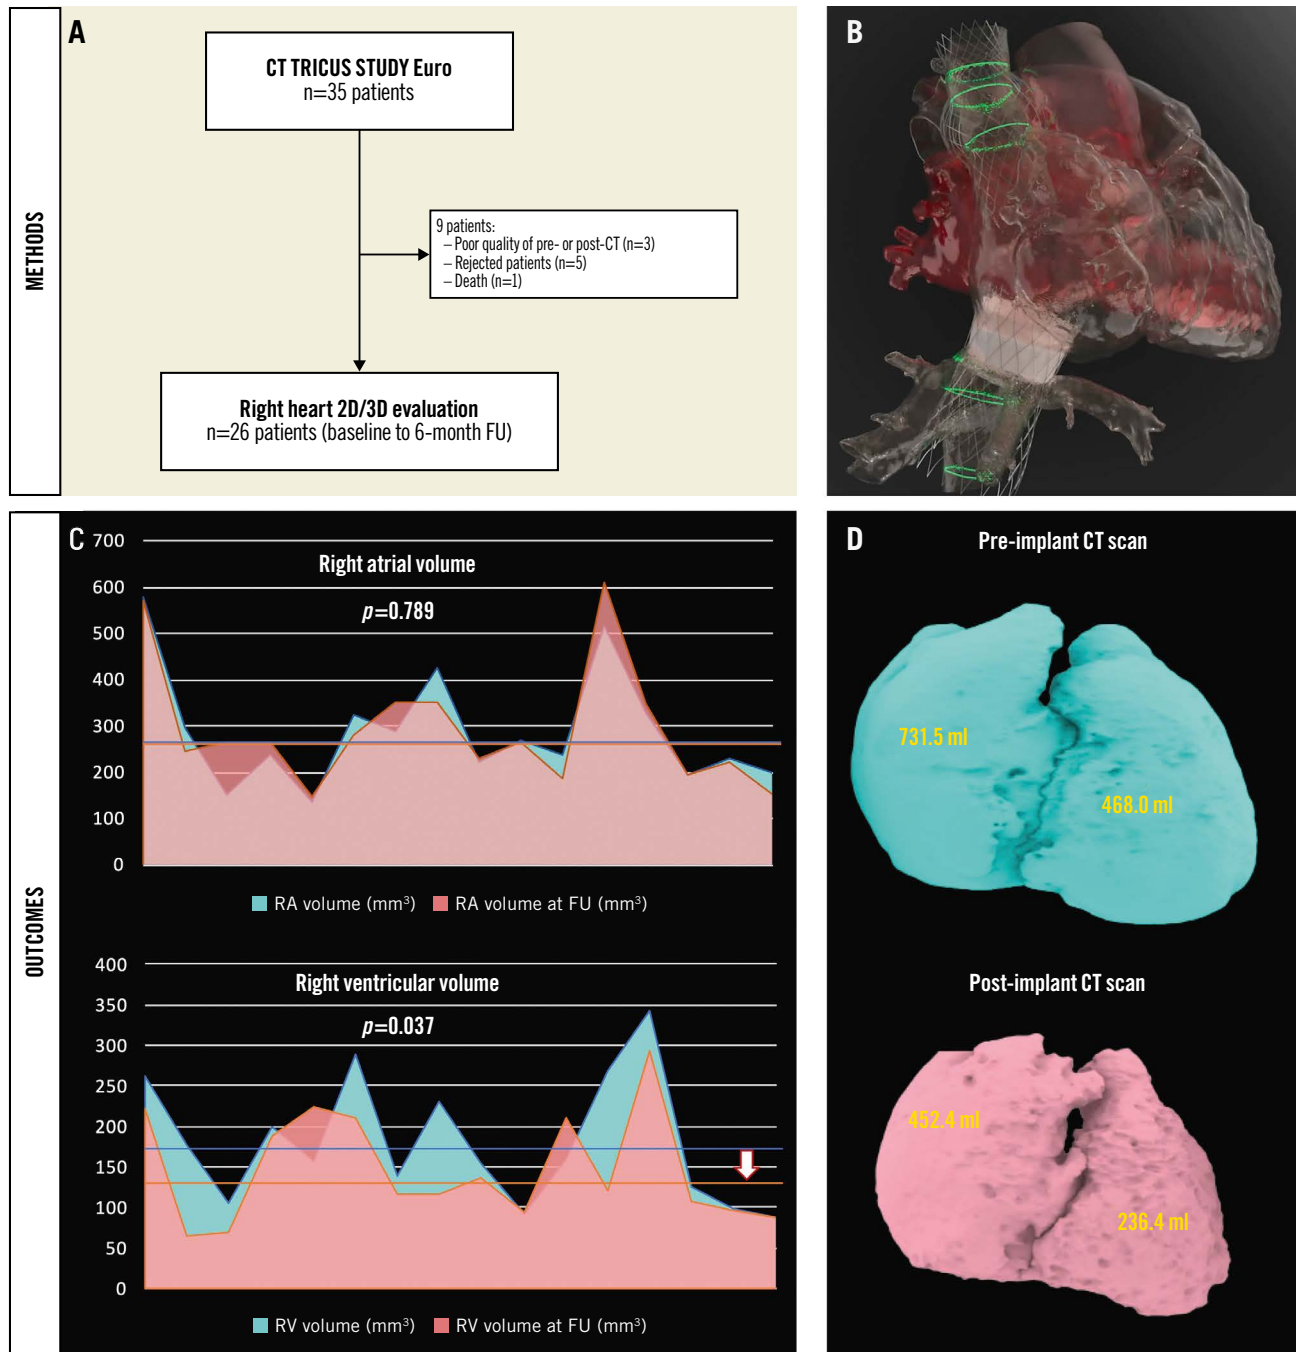 METHODS
A
CT TRICUS STUDY Euro
n=35 patients
9 patients:
– Poor quality of pre- or post-CT (n=3)
– Rejected patients (n=5)
– Death (n=1)
Right heart 2D/3D evaluation
n=26 patients (baseline to 6-month FU)
B
OUTCOMES
C
Right atrial volume
p=0.789
700
600
500
400
300
200
100
0
RA volume (mm³) RA volume at FU (mm³)
Right ventricular volume
p=0.037
400
350
300
250
200
150
100
50
0
RV volume (mm³) RV volume at FU (mm³)
D
Pre-implant CT scan
731.5 ml
468.0 ml
Post-implant CT scan
452.4 ml
236.4 ml